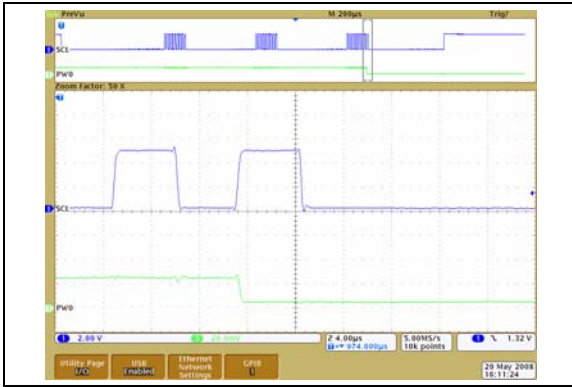 PreVu M 200µs Trig?
SCL
PW0
Zoom Factor: 50 X
SCL
PW0
1 2.00 V 20.0mV Z 4.00µs 5.00MS/s 1 1.32 V
974.000µs 10k points
Utility Page I/O
USB Enabled
Ethernet Network Settings
GPIB 1
29 May 2008
16:11:24